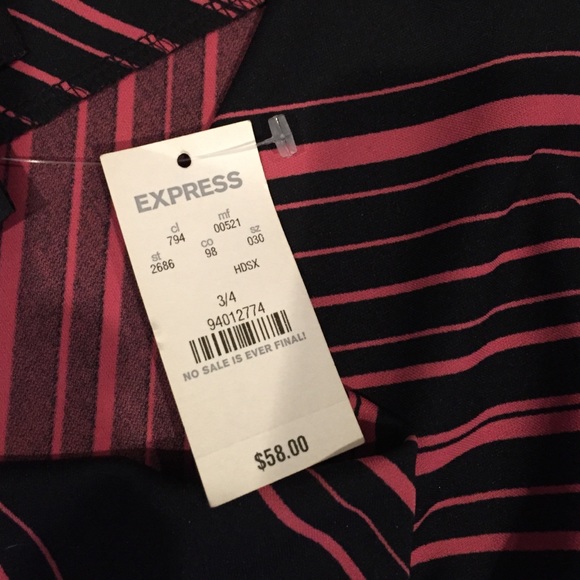 EXPRESS
cl mf
794 00521
st co sz
2686 98 030
HDSX
3/4
94012774
NO SALE IS EVER FINAL!
$58.00